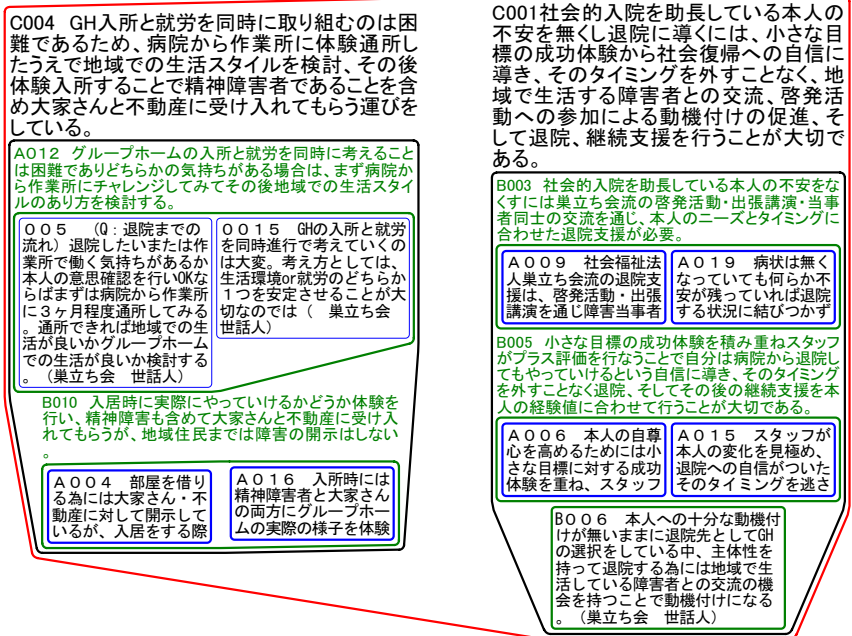 C004 GH入所と就労を同時に取り組むのは困
難であるため、病院から作業所に体験通所し
たうえで地域での生活スタイルを検討、その後
体験入所することで精神障害者であることを含
め大家さんと不動産に受け入れてもらう運びを
している。
A012 グループホームの入所と就労を同時に考えること
は困難でありどちらかの気持ちがある場合は、まず病院か
ら作業所にチャレンジしてみてその後地域での生活スタイ
ルのあり方を検討する。
００５ （Q：退院までの
流れ）退院したいまたは作
業所で働く気持ちがあるか
本人の意思確認を行いOKな
らばまずは病院から作業所
に３ヶ月程度通所してみる
。通所できれば地域での生
活が良いかグループホーム
での生活が良いか検討する
。（巣立ち会 世話人）
００１５ GHの入所と就労
を同時進行で考えていくの
は大変。考え方としては、
生活環境or就労のどちらか
１つを安定させることが大
切なのでは（ 巣立ち会
世話人）
B010 入居時に実際にやっていけるかどうか体験を
行い、精神障害も含めて大家さんと不動産に受け入
れてもらうが、地域住民までは障害の開示はしない
。
Ａ００４ 部屋を借り
る為には大家さん・不
動産に対して開示して
いるが、入居をする際
Ａ０１６ 入所時には
精神障害者と大家さん
の両方にグループホー
ムの実際の様子を体験
C001社会的入院を助長している本人の
不安を無くし退院に導くには、小さな目
標の成功体験から社会復帰への自信に
導き、そのタイミングを外すことなく、地
域で生活する障害者との交流、啓発活
動への参加による動機付けの促進、そ
して退院、継続支援を行うことが大切で
ある。
B003 社会的入院を助長している本人の不安をな
くすには巣立ち会の啓発活動・出張講演・当事
者同士の交流を通じ、本人のニーズとタイミングに
合わせた退院支援が必要。
Ａ００９ 社会福祉法
人巣立ち会の退院支
援は、啓発活動・出張
講演を通じ障害当事者
Ａ０１９ 病状は無く
なっていても何らか不
安が残っていれば退院
する状況に結びつかず
B005 小さな目標の成功体験を積み重ねスタッフ
がプラス評価を行なうことで自分は病院から退院し
てもやっていけるという自信に導き、そのタイミング
を外すことなく退院、そしてその後の継続支援を本
人の経験値に合わせて行うことが大切である。
Ａ００６ 本人の自尊
心を高めるためには小
さな目標に対する成功
体験を重ね、スタッフ
Ａ０１５ スタッフが
本人の変化を見極め、
退院への自信がついた
そのタイミングを逃さ
Ｂ００６ 本人への十分な動機付
けが無いままに退院先としてGH
の選択をしている中、主体性を
持って退院する為には地域で生
活している障害者との交流の機
会を持つことで動機付けになる
。（巣立ち会 世話人）